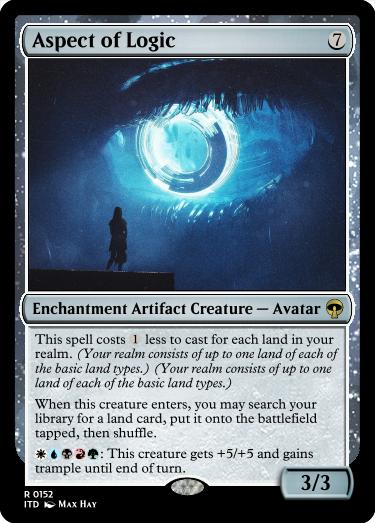 Aspect of Logic 7
Enchantment Artifact Creature — Avatar
This spell costs 1 less to cast for each land in your
realm. (Your realm consists of up to one land of each of
the basic land types.) (Your realm consists of up to one
land of each of the basic land types.)
When this creature enters, you may search your
library for a land card, put it onto the battlefield
tapped, then shuffle.
: This creature gets +5/+5 and gains
trample until end of turn.
3/3
R 0152
ITD Max Hay